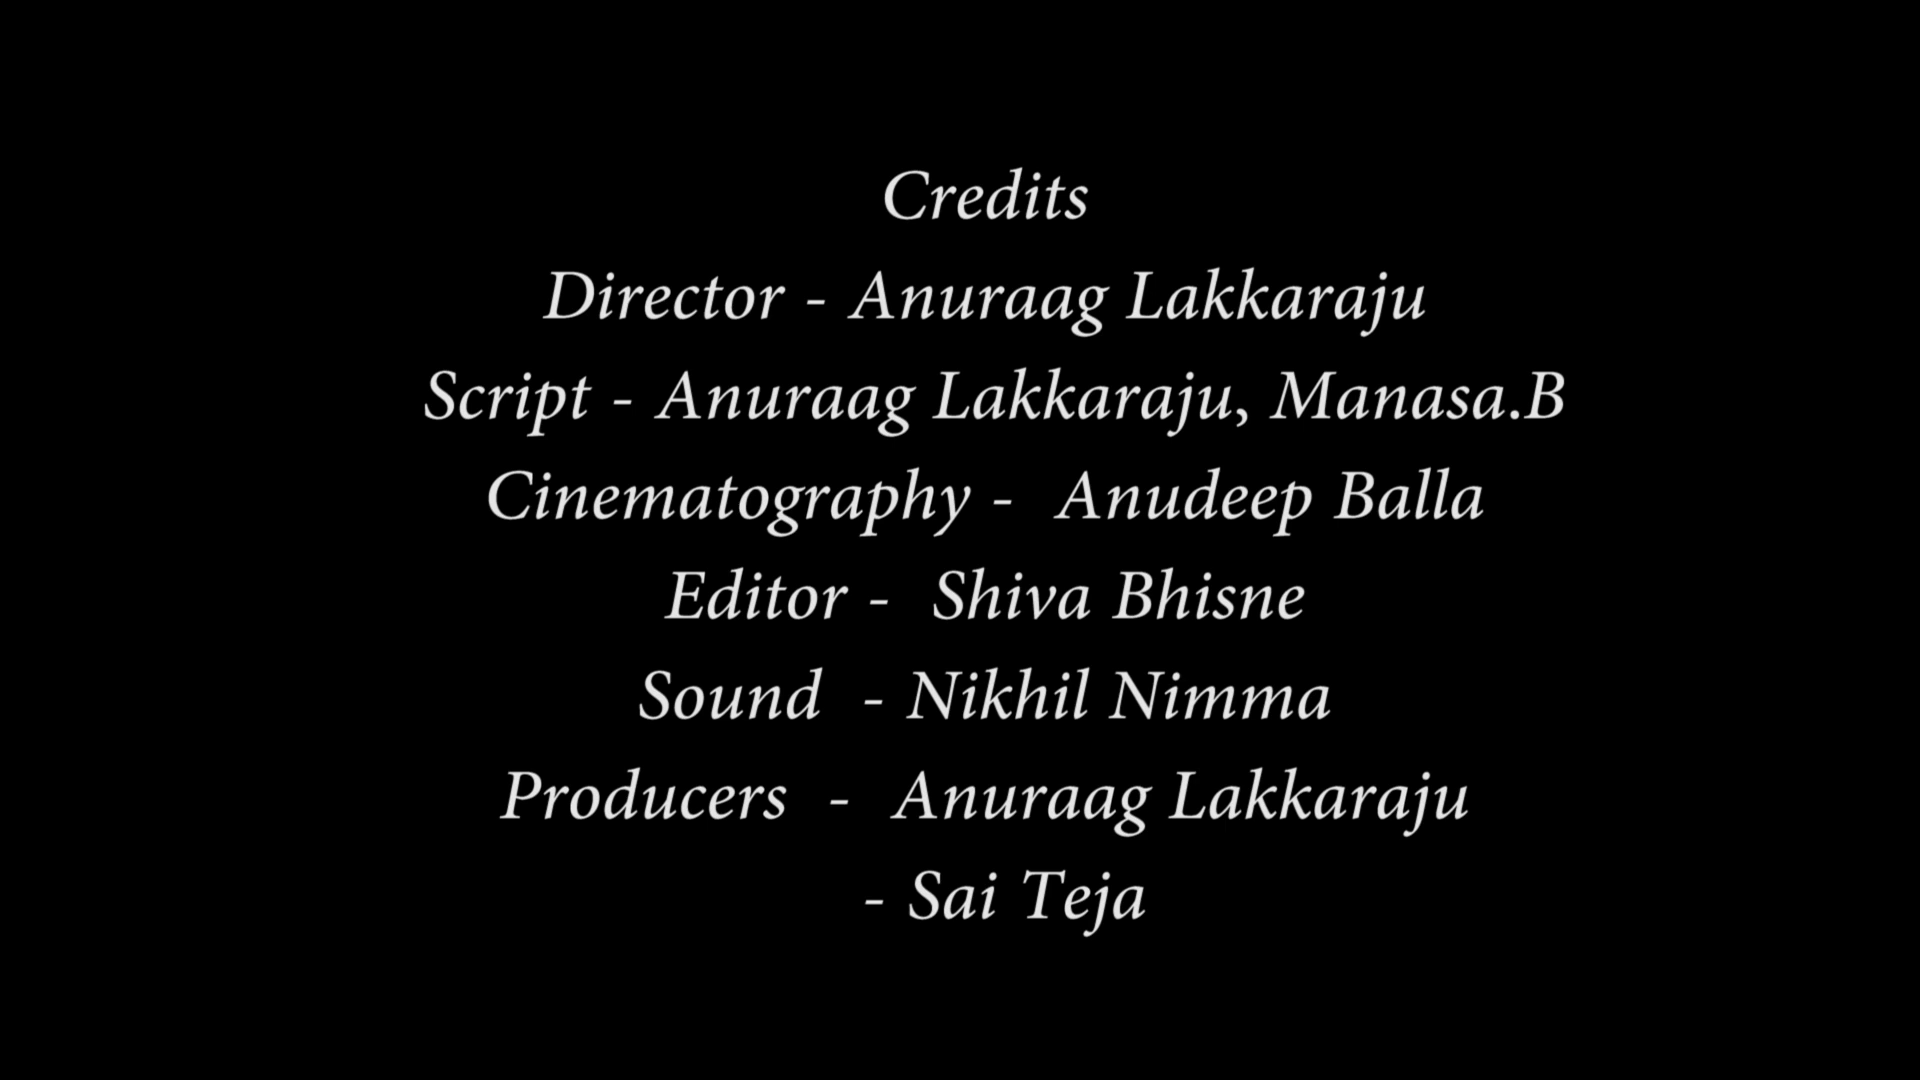 Credits
Director - Anuraag Lakkaraju
Script - Anuraag Lakkaraju, Manasa.B
Cinematography - Anudeep Balla
Editor - Shiva Bhisne
Sound - Nikhil Nimma
Producers - Anuraag Lakkaraju
- Sai Teja